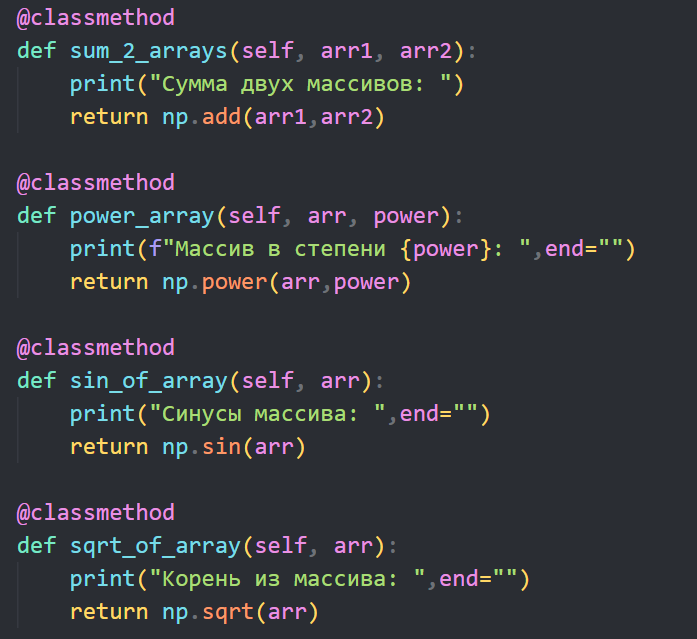 @classmethod
def sum_2_arrays(self, arr1, arr2):
    print("Сумма двух массивов: ")
    return np.add(arr1,arr2)
@classmethod
def power_array(self, arr, power):
    print(f"Массив в степени {power}: ",end="")
    return np.power(arr,power)
@classmethod
def sin_of_array(self, arr):
    print("Синусы массива: ",end="")
    return np.sin(arr)
@classmethod
def sqrt_of_array(self, arr):
    print("Корень из массива: ",end="")
    return np.sqrt(arr)